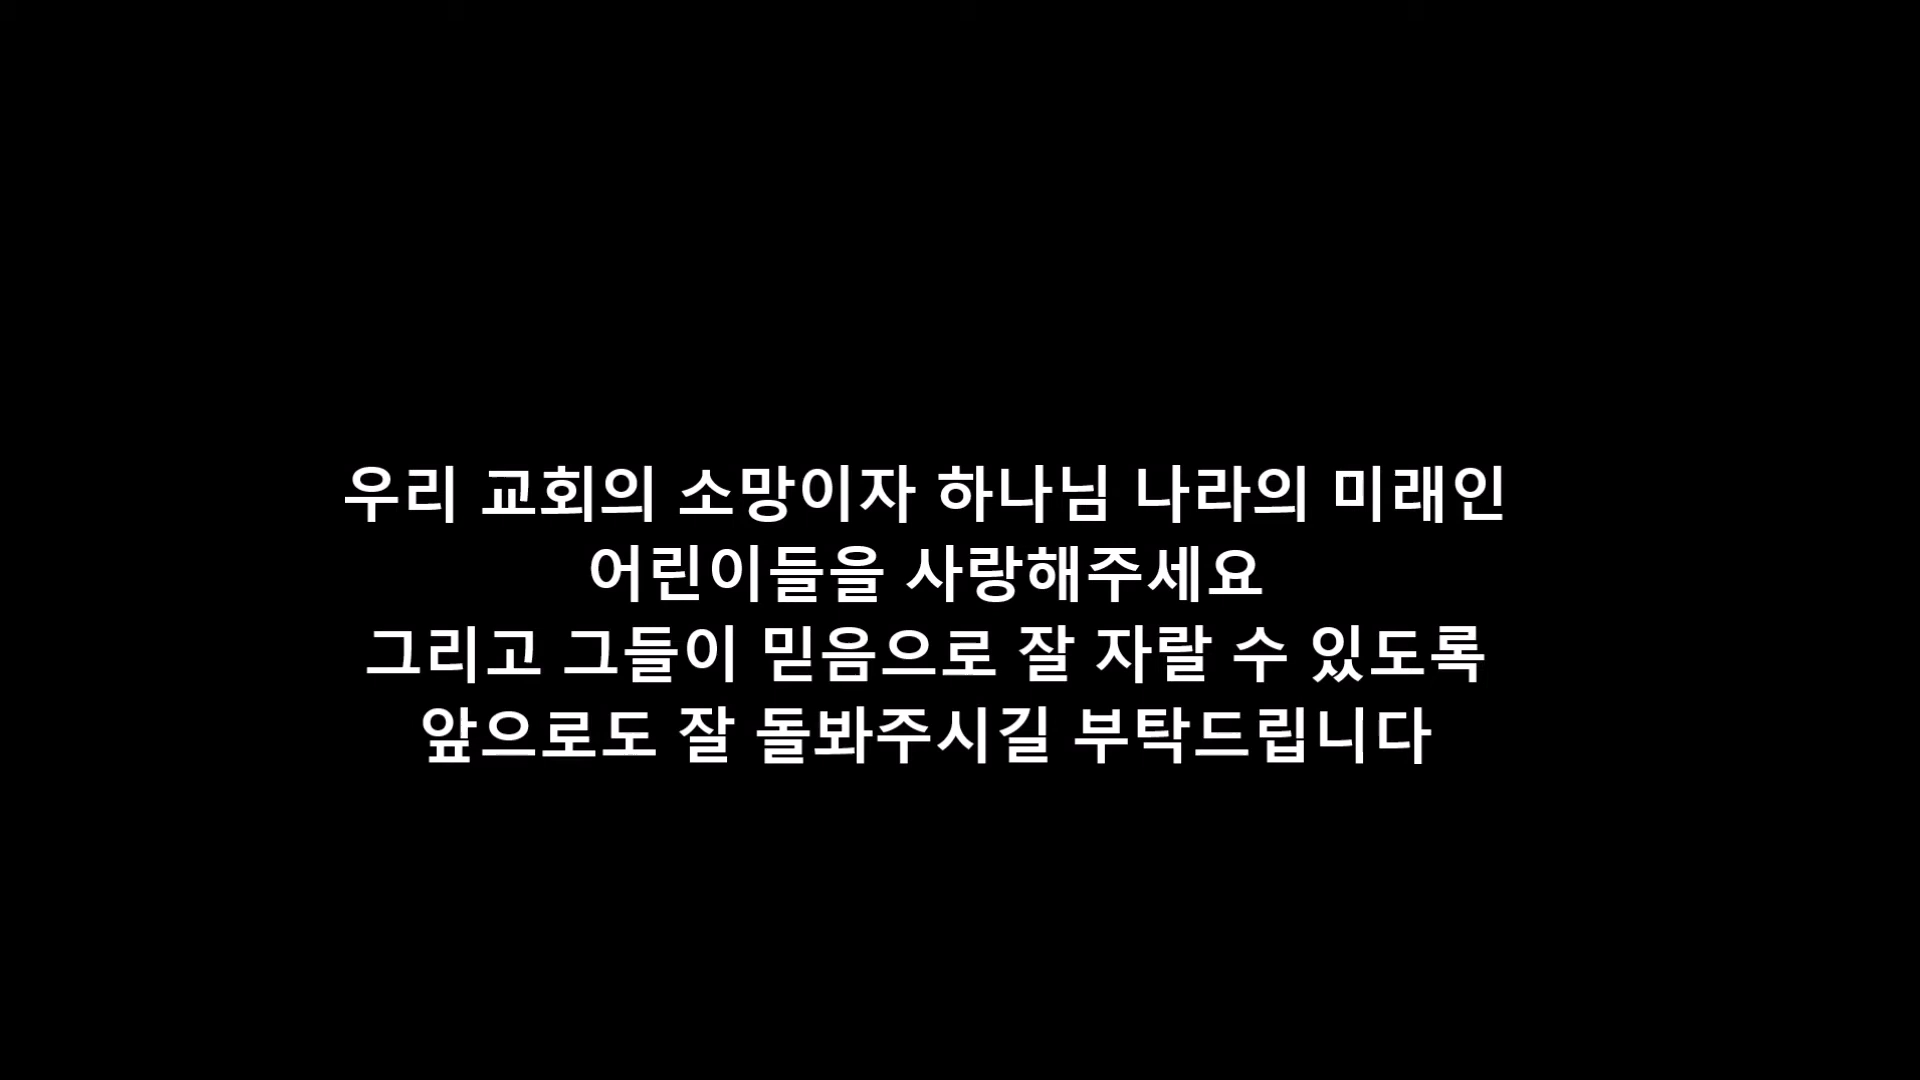 우리 교회의 소망이자 하나님 나라의 미래인
어린이들을 사랑해주세요
그리고 그들이 믿음으로 잘 자랄 수 있도록
앞으로도 잘 돌봐주시길 부탁드립니다